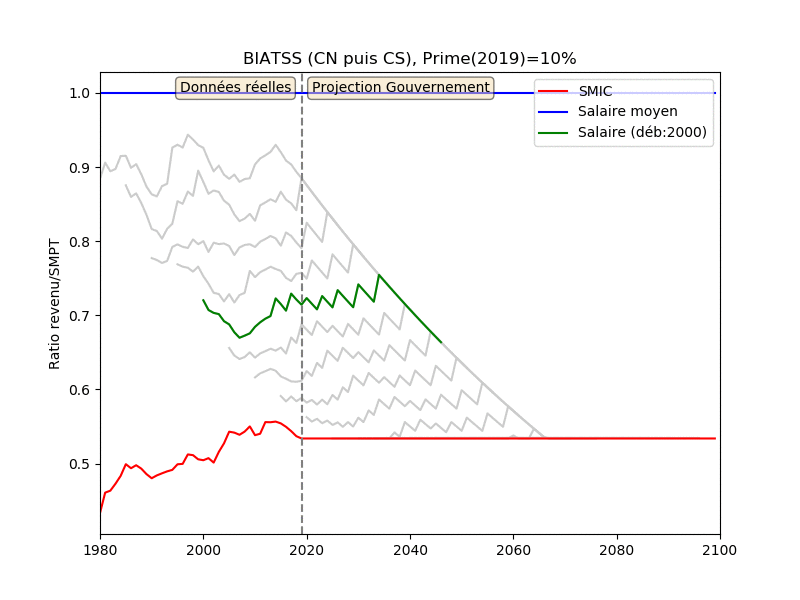 BIATSS (CN puis CS), Prime(2019)=10%
Données réelles
Projection Gouvernement
SMIC
Salaire moyen
Salaire (déb:2000)
Ratio revenu/SMPT
1.0
0.9
0.8
0.7
0.6
0.5
1980
2000
2020
2040
2060
2080
2100